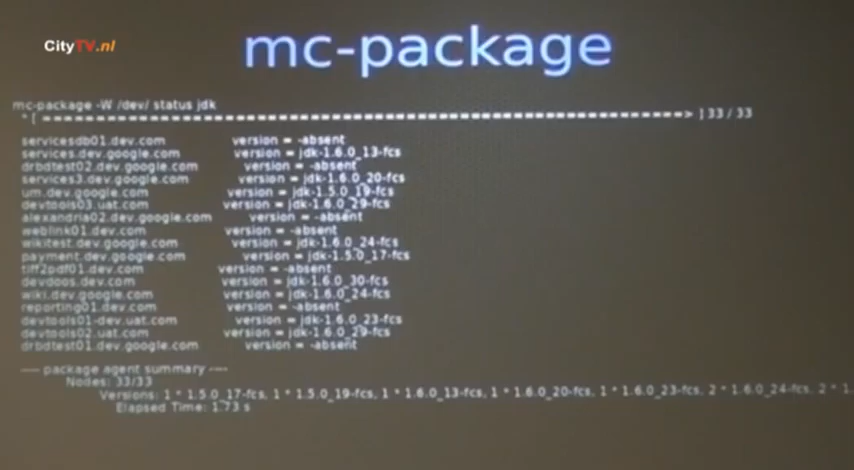 CityTV.nl
mc-package
mc-package -W /dev/ status jdk
* [ ============================================================> ] 33 / 33
servicesdb01.dev.com version = -absent
services.dev.google.com version = jdk-1.6.0_13-fcs
drbdtest02.dev.google.com version = -absent
services3.dev.google.com version = jdk-1.6.0_20-fcs
um.dev.google.com version = jdk-1.5.0_19-fcs
devtools03.uat.com version = jdk-1.6.0_29-fcs
alexandria02.dev.google.com version = -absent
weblink01.dev.com version = -absent
wikitest.dev.google.com version = jdk-1.6.0_24-fcs
payment.dev.google.com version = jdk-1.5.0_17-fcs
tiff2pdf01.dev.com version = -absent
devdoos.dev.com version = jdk-1.6.0_30-fcs
wiki.dev.google.com version = jdk-1.6.0_24-fcs
reporting01.dev.com version = -absent
devtools01-dev.uat.com version = jdk-1.6.0_23-fcs
devtools02.uat.com version = jdk-1.6.0_29-fcs
drbdtest01.dev.google.com version = -absent
---- package agent summary ----
Nodes: 33/33
Versions: 1 * 1.5.0_17-fcs, 1 * 1.5.0_19-fcs, 1 * 1.6.0_13-fcs, 1 * 1.6.0_20-fcs, 1 * 1.6.0_23-fcs, 2 * 1.6.0_24-fcs, 2 * 1.
Elapsed Time: 1.73 s